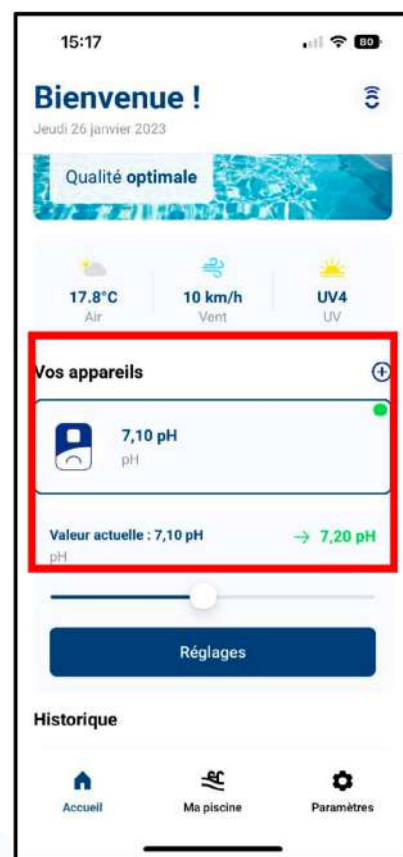 15:17
80
Bienvenue !
Jeudi 26 janvier 2023
Qualité optimale
17.8°C 10 km/h UV4
Air Vent UV
Vos appareils
7,10 pH
pH
Valeur actuelle : 7,10 pH → 7,20 pH
pH
Réglages
Historique
Accueil Ma piscine Paramètres